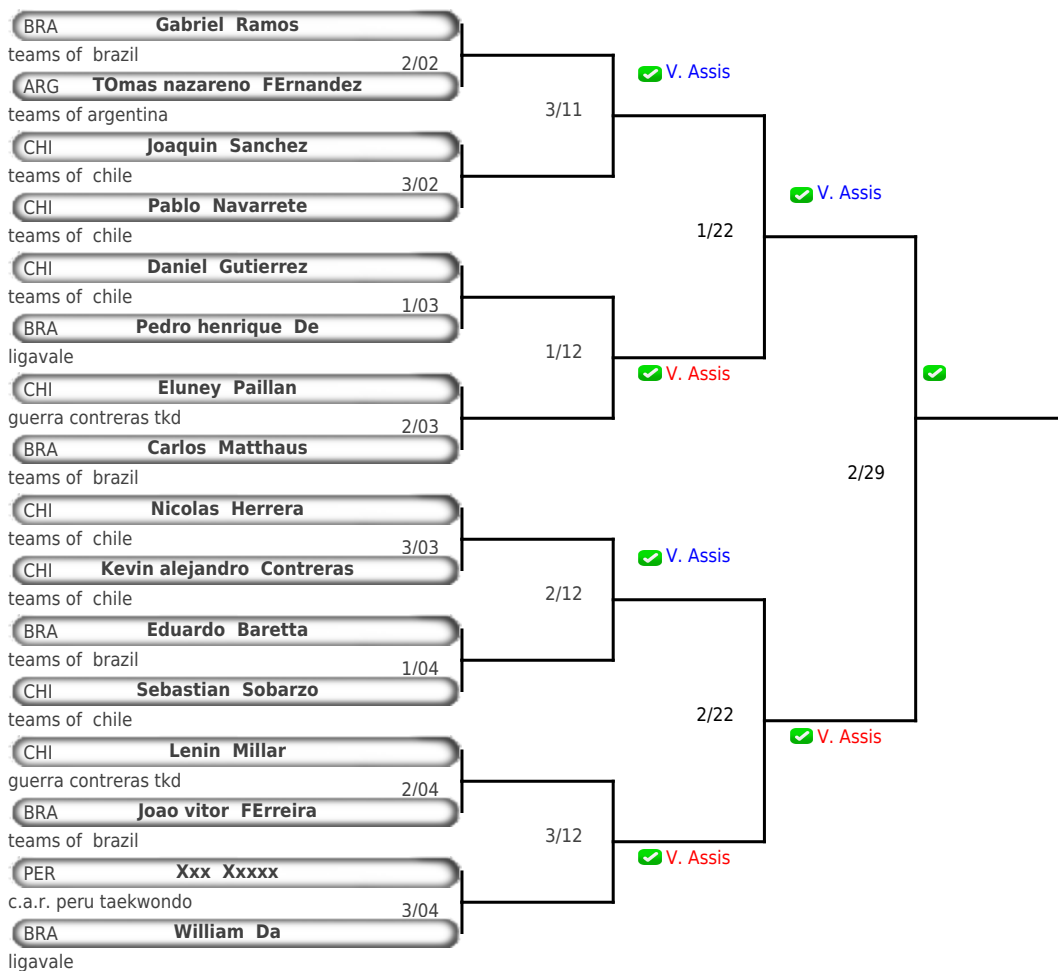 BRA Gabriel Ramos
teams of brazil
2/02
ARG TOmas nazareno FErnandez
teams of argentina
3/11
V. Assis
CHI Joaquin Sanchez
teams of chile
3/02
CHI Pablo Navarrete
teams of chile
1/22
V. Assis
CHI Daniel Gutierrez
teams of chile
1/03
BRA Pedro henrique De
ligavale
1/12
V. Assis
CHI Eluney Paillan
guerra contreras tkd
2/03
BRA Carlos Matthaus
teams of brazil
2/29
CHI Nicolas Herrera
teams of chile
3/03
CHI Kevin alejandro Contreras
teams of chile
2/12
V. Assis
BRA Eduardo Baretta
teams of brazil
1/04
CHI Sebastian Sobarzo
teams of chile
2/22
V. Assis
CHI Lenin Millar
guerra contreras tkd
2/04
BRA Joao vitor FErreira
teams of brazil
3/12
V. Assis
PER Xxx Xxxxx
c.a.r. peru taekwondo
3/04
BRA William Da
ligavale